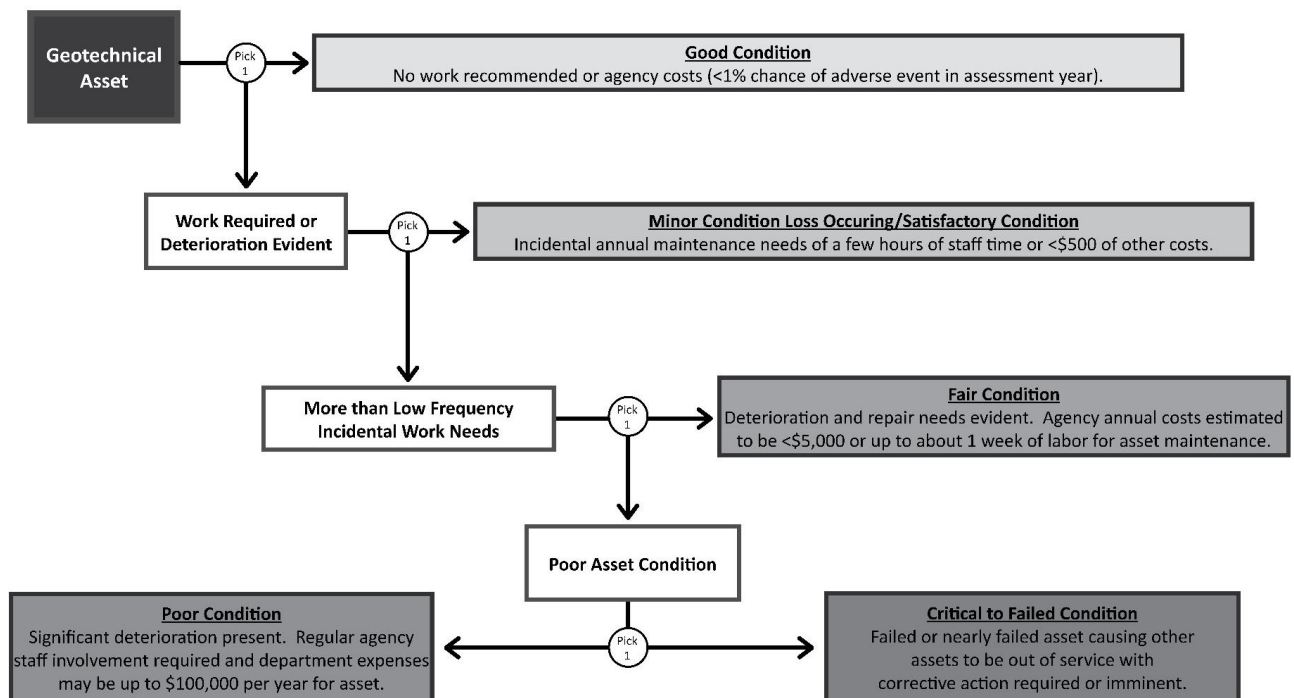 Geotechnical
Asset
Pick
1
Good Condition
No work recommended or agency costs (<1% chance of adverse event in assessment year).
Work Required or
Deterioration Evident
Pick
1
Minor Condition Loss Occuring/Satisfactory Condition
Incidental annual maintenance needs of a few hours of staff time or <$500 of other costs.
More than Low Frequency
Incidental Work Needs
Pick
1
Fair Condition
Deterioration and repair needs evident. Agency annual costs estimated
to be <$5,000 or up to about 1 week of labor for asset maintenance.
Poor Asset Condition
Pick
1
Poor Condition
Significant deterioration present. Regular agency
staff involvement required and department expenses
may be up to $100,000 per year for asset.
Critical to Failed Condition
Failed or nearly failed asset causing other
assets to be out of service with
corrective action required or imminent.